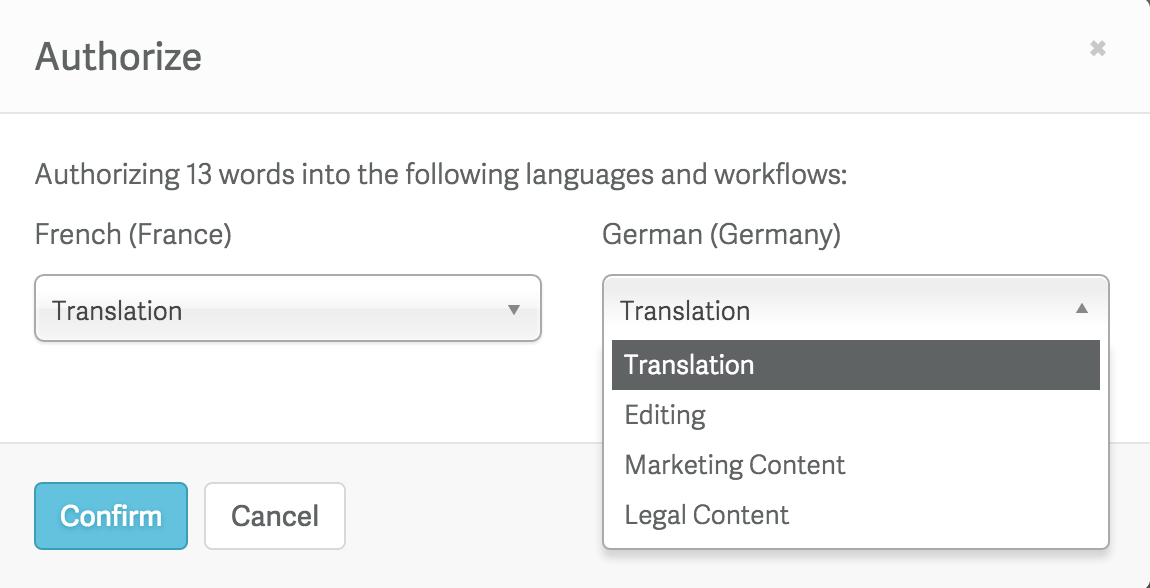 Authorize
Authorizing 13 words into the following languages and workflows:
French (France)
Translation
German (Germany)
Translation
Translation
Editing
Marketing Content
Legal Content
Confirm
Cancel